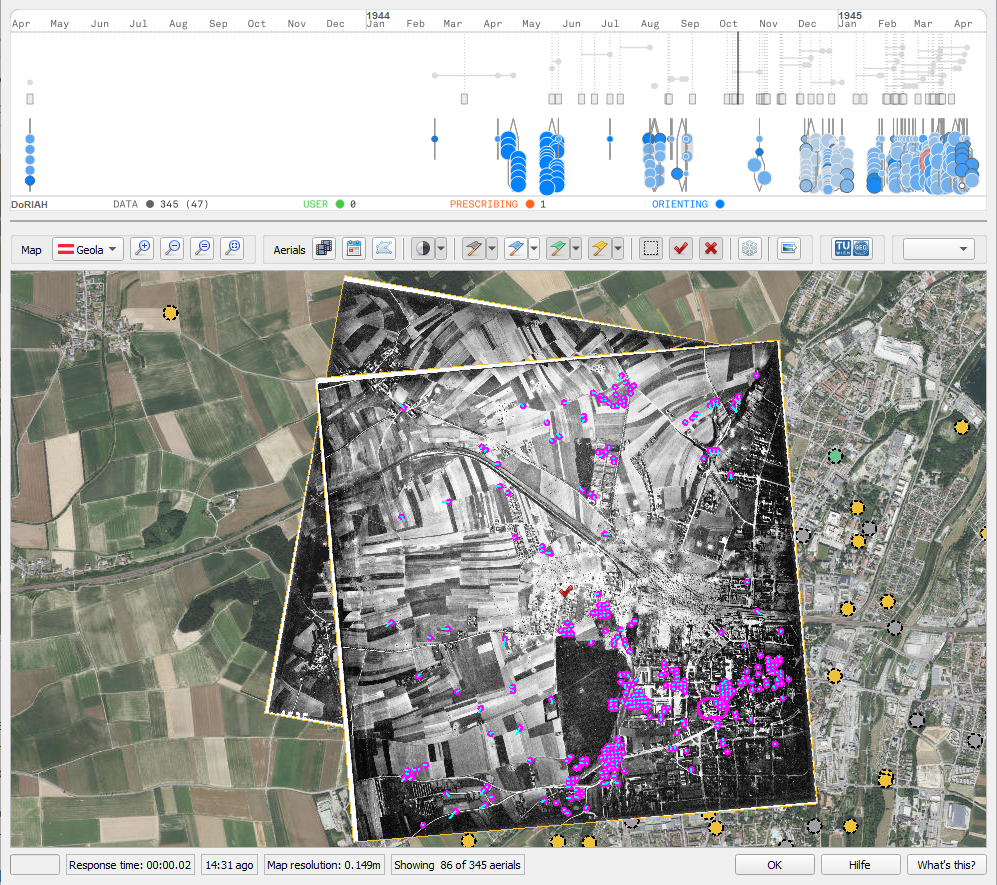 1944 1945
Apr May Jun Jul Aug Sep Oct Nov Dec Jan Feb Mar Apr May Jun Jul Aug Sep Oct Nov Dec Jan Feb Mar Apr
DoRIAH DATA 345 (47) USER 0 PRESCRIBING 1 ORIENTING
Map Geola Aerials TU WIEN GEO
OK Hilfe What's this?
Response time: 00:00.02 14:31 ago Map resolution: 0.149m Showing 86 of 345 aerials